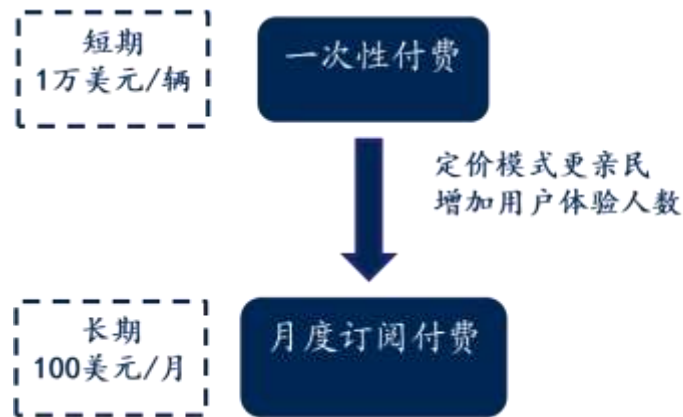 短期
1万美元/辆
一次性付费
定价模式更亲民
增加用户体验人数
长期
100美元/月
月度订阅付费